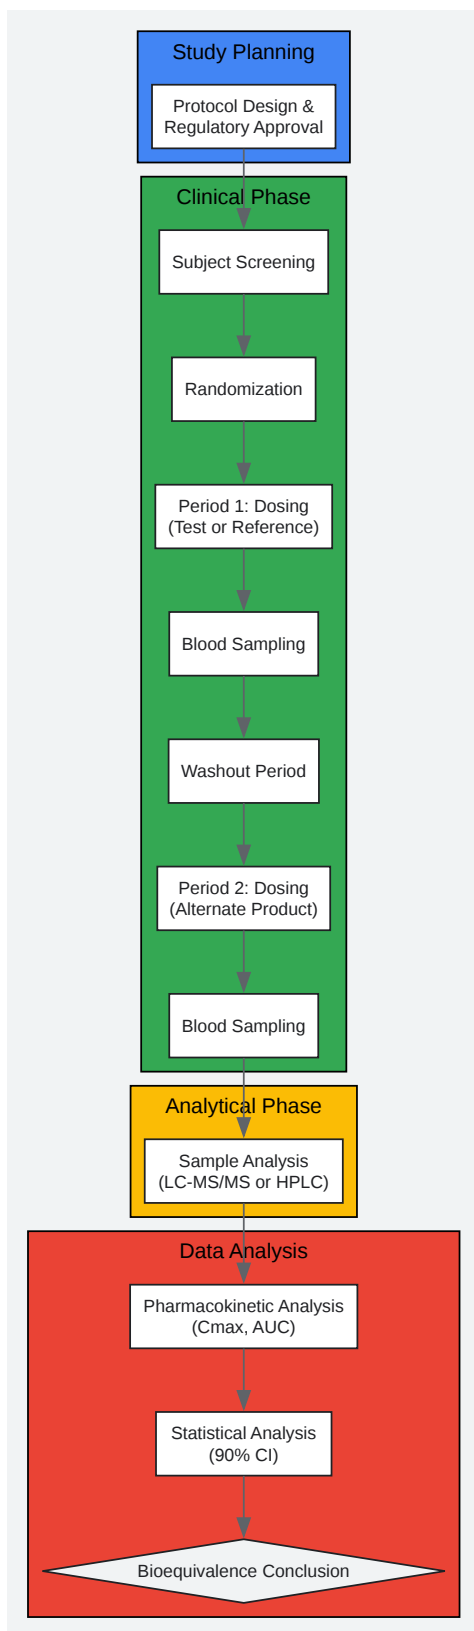 Study Planning
Protocol Design &
Regulatory Approval
Clinical Phase
Subject Screening
Randomization
Period 1: Dosing
(Test or Reference)
Blood Sampling
Washout Period
Period 2: Dosing
(Alternate Product)
Blood Sampling
Analytical Phase
Sample Analysis
(LC-MS/MS or HPLC)
Data Analysis
Pharmacokinetic Analysis
(Cmax, AUC)
Statistical Analysis
(90% CI)
Bioequivalence Conclusion